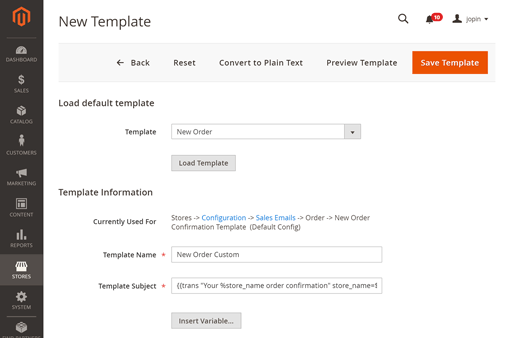 New Template
10
jopin
Back
Reset
Convert to Plain Text
Preview Template
Save Template
DASHBOARD
SALES
CATALOG
CUSTOMERS
MARKETING
CONTENT
REPORTS
STORES
SYSTEM
Load default template
Template
New Order
Load Template
Template Information
Currently Used For
Stores -> Configuration -> Sales Emails -> Order -> New Order
Confirmation Template (Default Config)
Template Name *
New Order Custom
Template Subject *
{{trans "Your %store_name order confirmation" store_name=
Insert Variable...